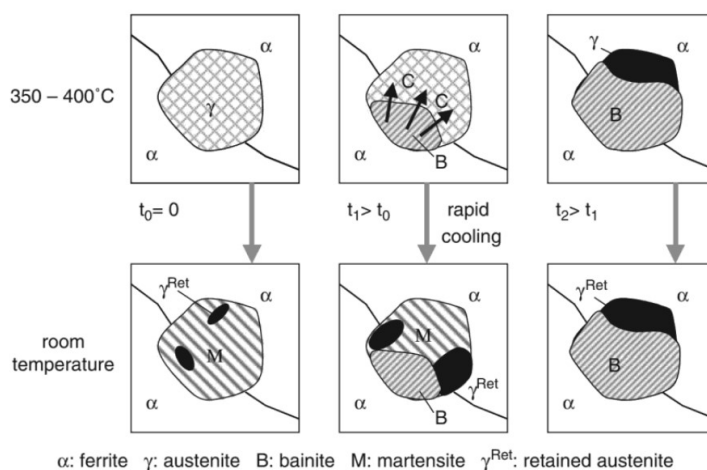 α
γ
α
350 – 400°C
C
C
B
γ
α
B
t₀= 0
t₁> t₀
rapid
cooling
t₂> t₁
γRet
α
M
α
room
temperature
α
M
γRet
B
γRet
α
B
α: ferrite γ: austenite B: bainite M: martensite γRet: retained austenite